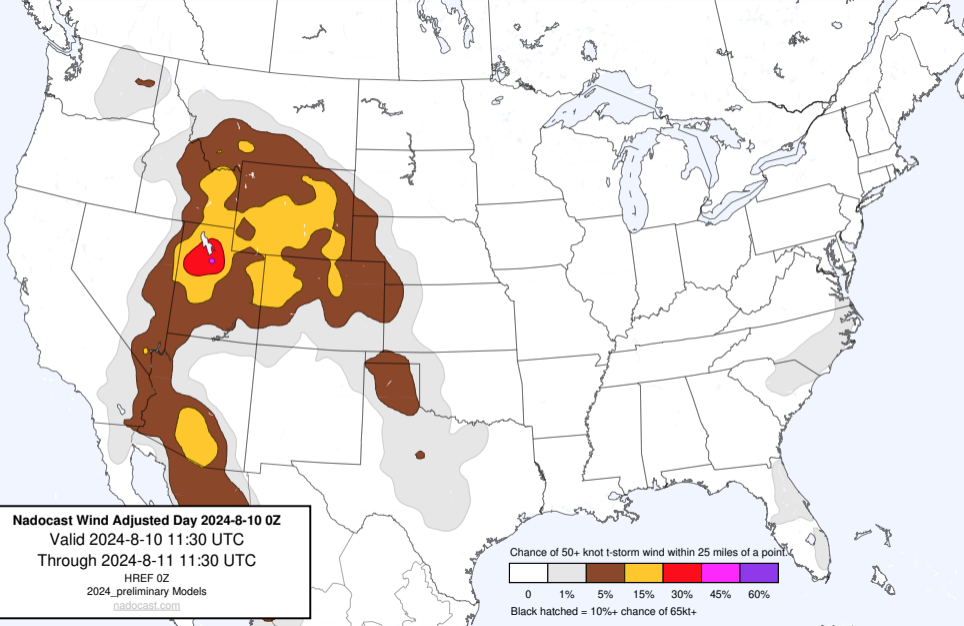 Nadocast Wind Adjusted Day 2024-8-10 0Z
Valid 2024-8-10 11:30 UTC
Through 2024-8-11 11:30 UTC
HREF 0Z
2024_preliminary Models
nadocast.com
Chance of 50+ knot t-storm wind within 25 miles of a point.
0 1% 5% 15% 30% 45% 60%
Black hatched = 10%+ chance of 65kt+